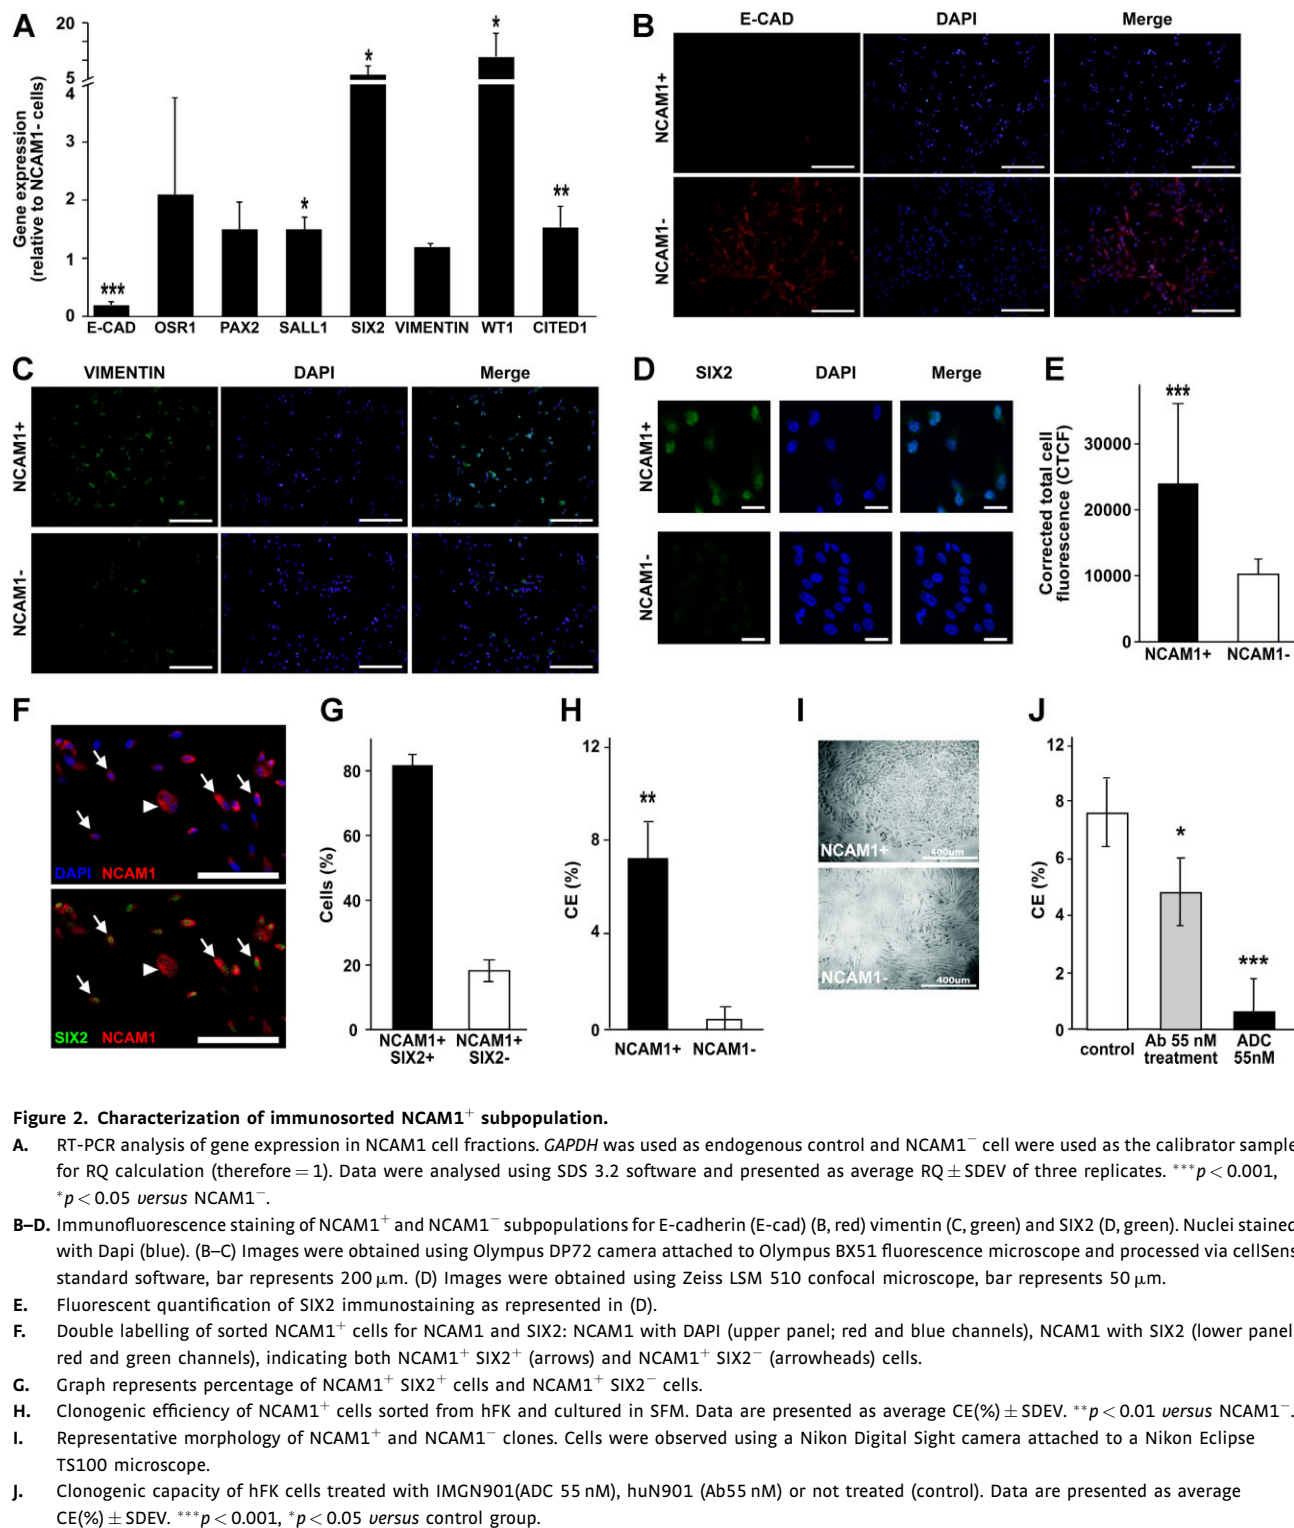 A
20
5
4
3
2
1
0
Gene expression
(relative to NCAM1- cells)
***
*
*
*
**
E-CAD OSR1 PAX2 SALL1 SIX2 VIMENTIN WT1 CITED1
B
E-CAD DAPI Merge
NCAM1+
NCAM1-
C
VIMENTIN DAPI Merge
NCAM1+
NCAM1-
D
SIX2 DAPI Merge
NCAM1+
NCAM1-
E
Corrected total cell
fluorescence (CTCF)
30000
20000
10000
0
***
NCAM1+ NCAM1-
F
DAPI NCAM1
SIX2 NCAM1
G
Cells (%)
80
60
40
20
0
NCAM1+ NCAM1+
SIX2+ SIX2-
H
CE (%)
12
8
4
0
**
NCAM1+ NCAM1-
I
NCAM1+ 400um
NCAM1- 400um
J
CE (%)
12
8
6
4
2
0
*
***
control Ab 55 nM ADC
treatment 55nM
Figure 2. Characterization of immunosorted NCAM1⁺ subpopulation.
A. RT-PCR analysis of gene expression in NCAM1 cell fractions. GAPDH was used as endogenous control and NCAM1⁻ cell were used as the calibrator sample
for RQ calculation (therefore = 1). Data were analysed using SDS 3.2 software and presented as average RQ ± SDEV of three replicates. ***p < 0.001,
*p < 0.05 versus NCAM1⁻.
B–D. Immunofluorescence staining of NCAM1⁺ and NCAM1⁻ subpopulations for E-cadherin (E-cad) (B, red) vimentin (C, green) and SIX2 (D, green). Nuclei stained
with Dapi (blue). (B–C) Images were obtained using Olympus DP72 camera attached to Olympus BX51 fluorescence microscope and processed via cellSens
standard software, bar represents 200 μm. (D) Images were obtained using Zeiss LSM 510 confocal microscope, bar represents 50 μm.
E. Fluorescent quantification of SIX2 immunostaining as represented in (D).
F. Double labelling of sorted NCAM1⁺ cells for NCAM1 and SIX2: NCAM1 with DAPI (upper panel; red and blue channels), NCAM1 with SIX2 (lower panel
red and green channels), indicating both NCAM1⁺ SIX2⁺ (arrows) and NCAM1⁺ SIX2⁻ (arrowheads) cells.
G. Graph represents percentage of NCAM1⁺ SIX2⁺ cells and NCAM1⁺ SIX2⁻ cells.
H. Clonogenic efficiency of NCAM1⁺ cells sorted from hFK and cultured in SFM. Data are presented as average CE(%) ± SDEV. **p < 0.01 versus NCAM1⁻.
I. Representative morphology of NCAM1⁺ and NCAM1⁻ clones. Cells were observed using a Nikon Digital Sight camera attached to a Nikon Eclipse
TS100 microscope.
J. Clonogenic capacity of hFK cells treated with IMGN901(ADC 55 nM), huN901 (Ab55 nM) or not treated (control). Data are presented as average
CE(%) ± SDEV. ***p < 0.001, *p < 0.05 versus control group.